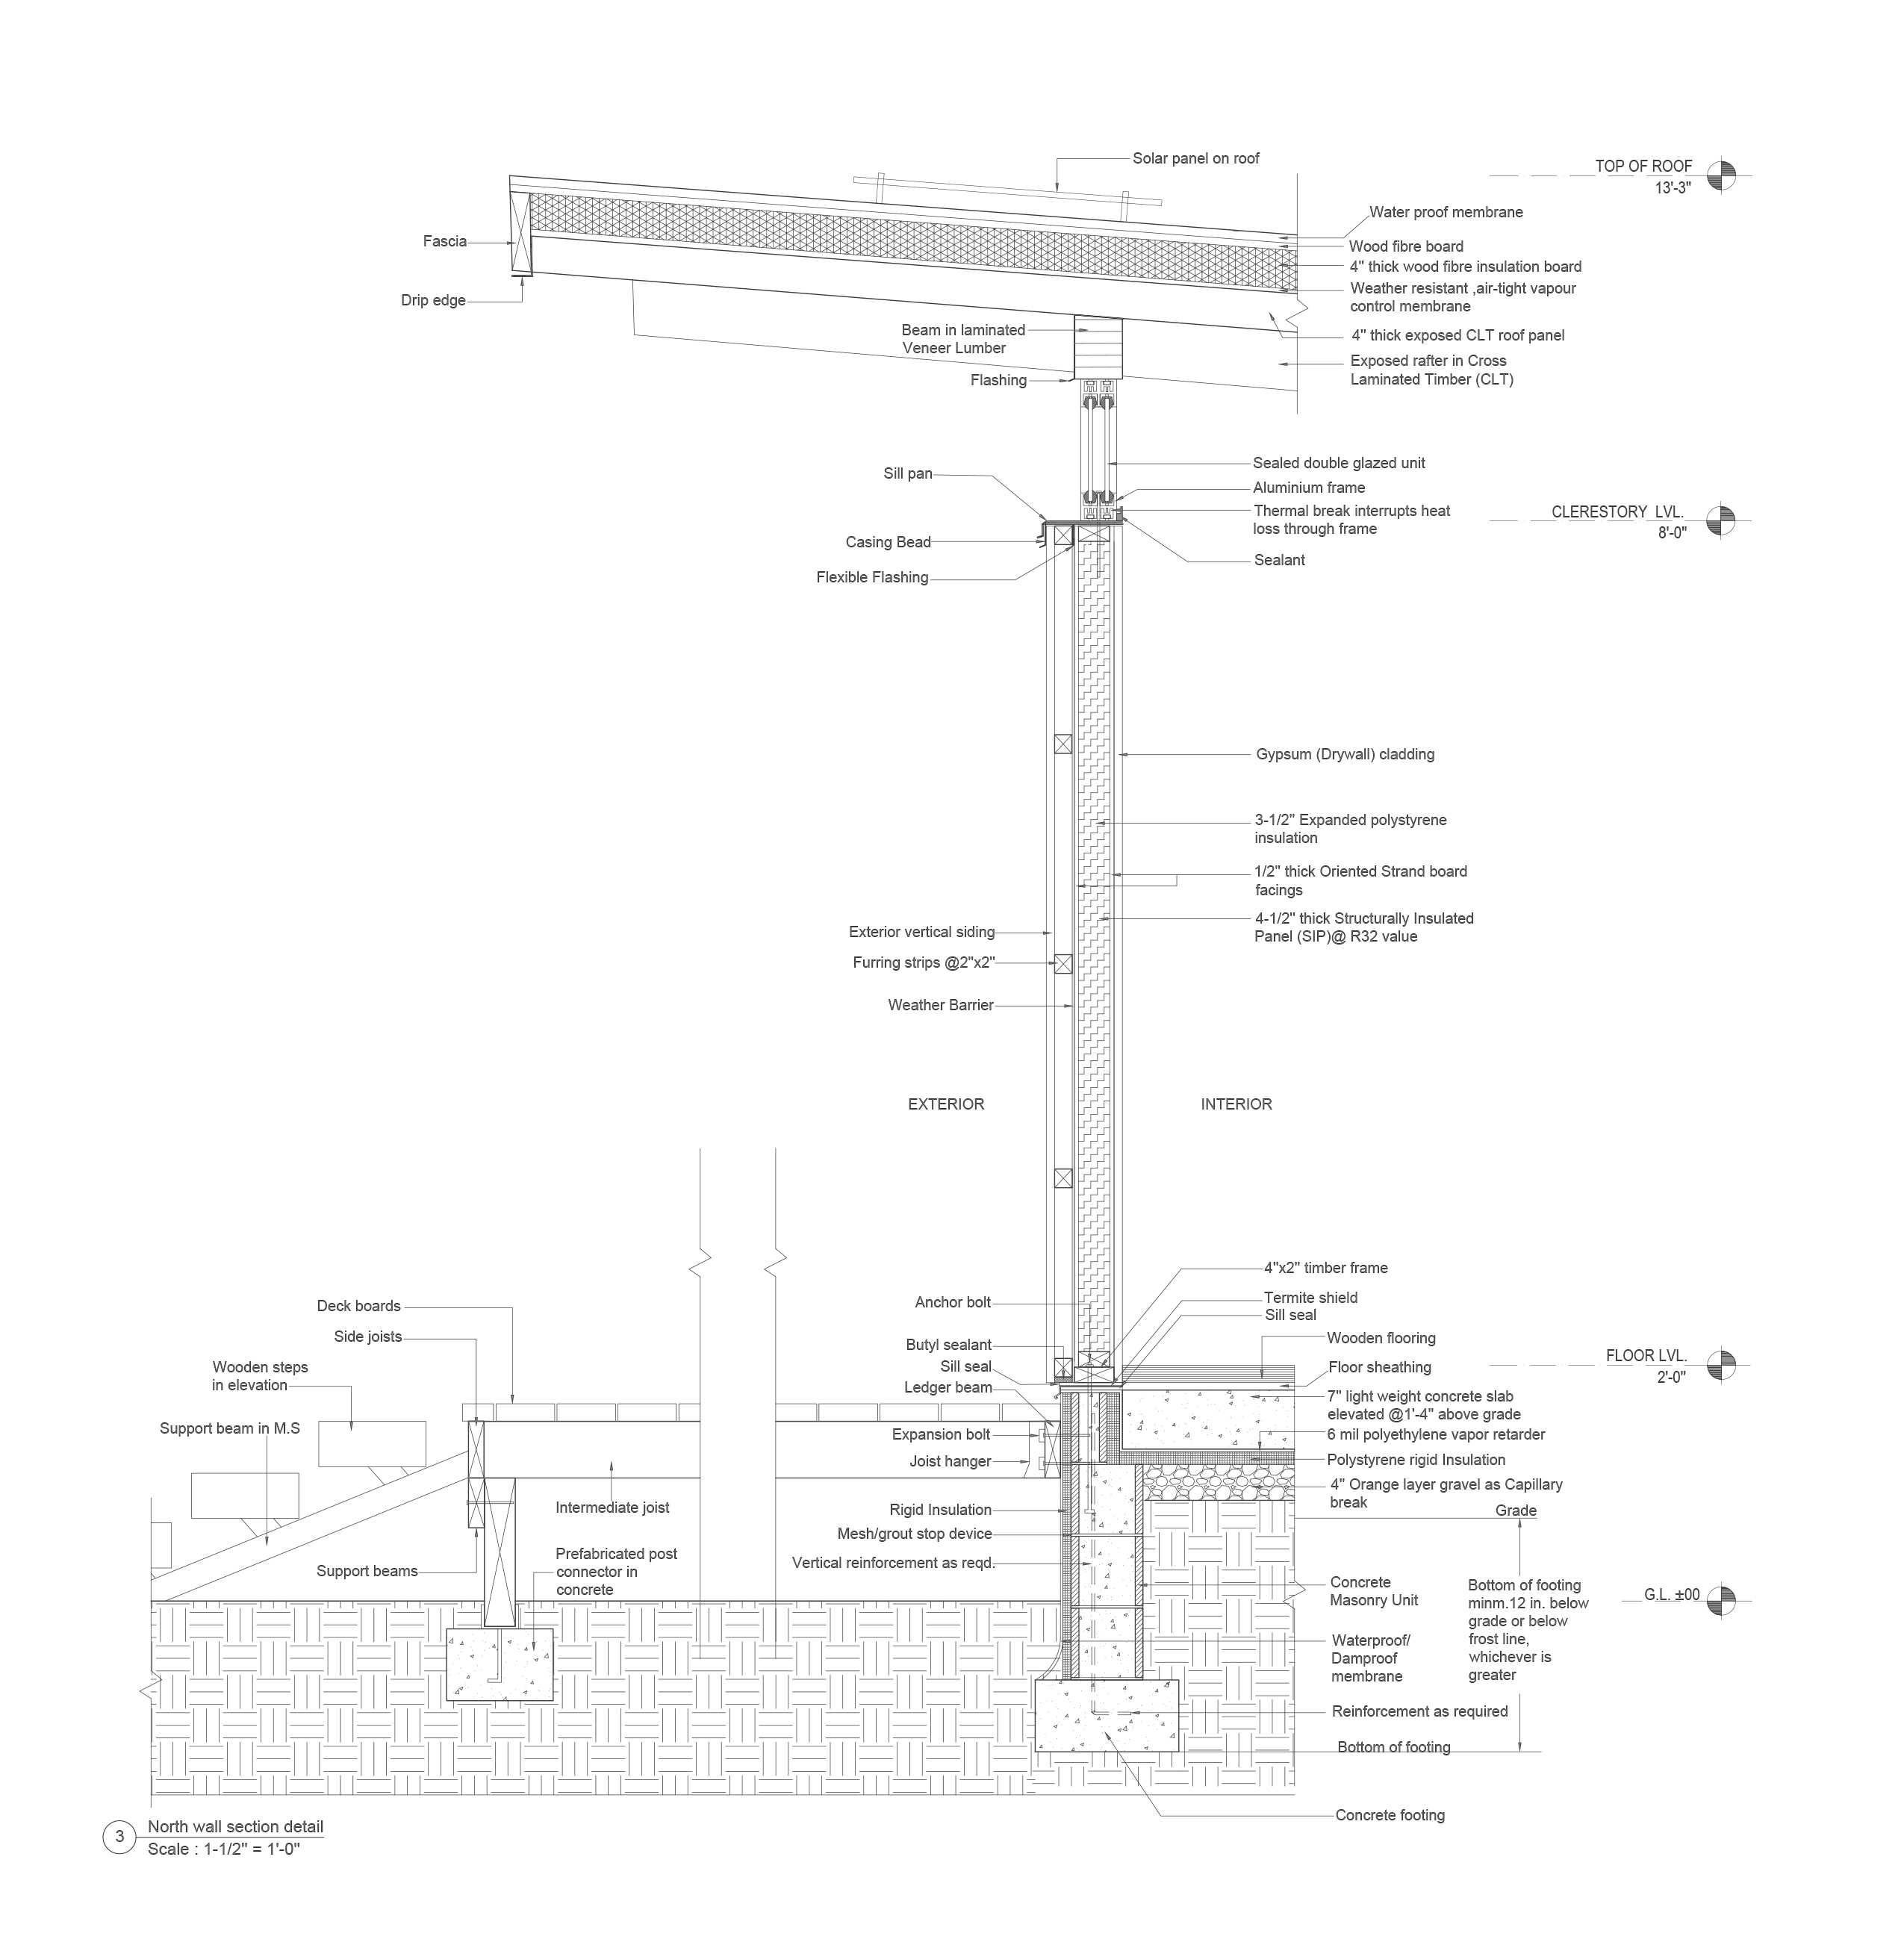 Solar panel on roof
TOP OF ROOF
13'-3"
Water proof membrane
Fascia
Wood fibre board
4" thick wood fibre insulation board
Drip edge
Weather resistant ,air-tight vapour
control membrane
Beam in laminated
Veneer Lumber
4" thick exposed CLT roof panel
Flashing
Exposed rafter in Cross
Laminated Timber (CLT)
Sealed double glazed unit
Sill pan
Aluminium frame
Thermal break interrupts heat
loss through frame
CLERESTORY LVL.
8'-0"
Casing Bead
Sealant
Flexible Flashing
Gypsum (Drywall) cladding
3-1/2" Expanded polystyrene
insulation
1/2" thick Oriented Strand board
facings
4-1/2" thick Structurally Insulated
Panel (SIP)@ R32 value
Exterior vertical siding
Furring strips @2"x2"
Weather Barrier
EXTERIOR
INTERIOR
4"x2" timber frame
Anchor bolt
Termite shield
Sill seal
Deck boards
Side joists
Wooden steps
in elevation
Support beam in M.S
Butyl sealant
Sill seal
Ledger beam
Wooden flooring
Floor sheathing
FLOOR LVL.
2'-0"
7" light weight concrete slab
elevated @1'-4" above grade
6 mil polyethylene vapor retarder
Expansion bolt
Joist hanger
Polystyrene rigid Insulation
4" Orange layer gravel as Capillary
break
Grade
Intermediate joist
Rigid Insulation
Mesh/grout stop device
Vertical reinforcement as reqd.
Support beams
Prefabricated post
connector in
concrete
Concrete
Masonry Unit
Bottom of footing
minm.12 in. below
grade or below
frost line,
whichever is
greater
G.L. ±00
Waterproof/
Damproof
membrane
Reinforcement as required
Bottom of footing
Concrete footing
3
North wall section detail
Scale : 1-1/2" = 1'-0"